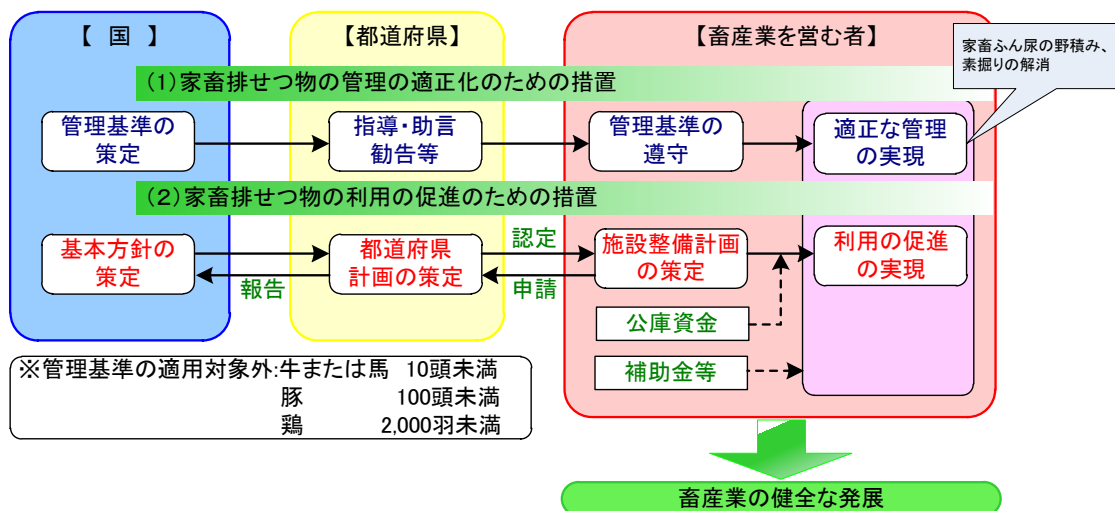 【 国 】
【都道府県】
【畜産業を営む者】
家畜ふん尿の野積み、
素掘りの解消
(1)家畜排せつ物の管理の適正化のための措置
管理基準の
策定
指導・助言
勧告等
管理基準の
遵守
適正な管理
の実現
(2)家畜排せつ物の利用の促進のための措置
基本方針の
策定
報告
都道府県
計画の策定
認定
申請
施設整備計画
の策定
利用の促進
の実現
公庫資金
補助金等
※管理基準の適用対象外:牛または馬 10頭未満
豚 100頭未満
鶏 2,000羽未満
畜産業の健全な発展